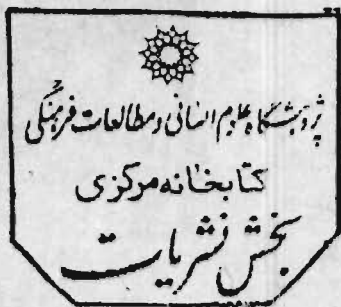 پژوهشگاه علوم انسانی و مطالعات فرهنگی
کتابخانه مرکزی
بخش نشریات